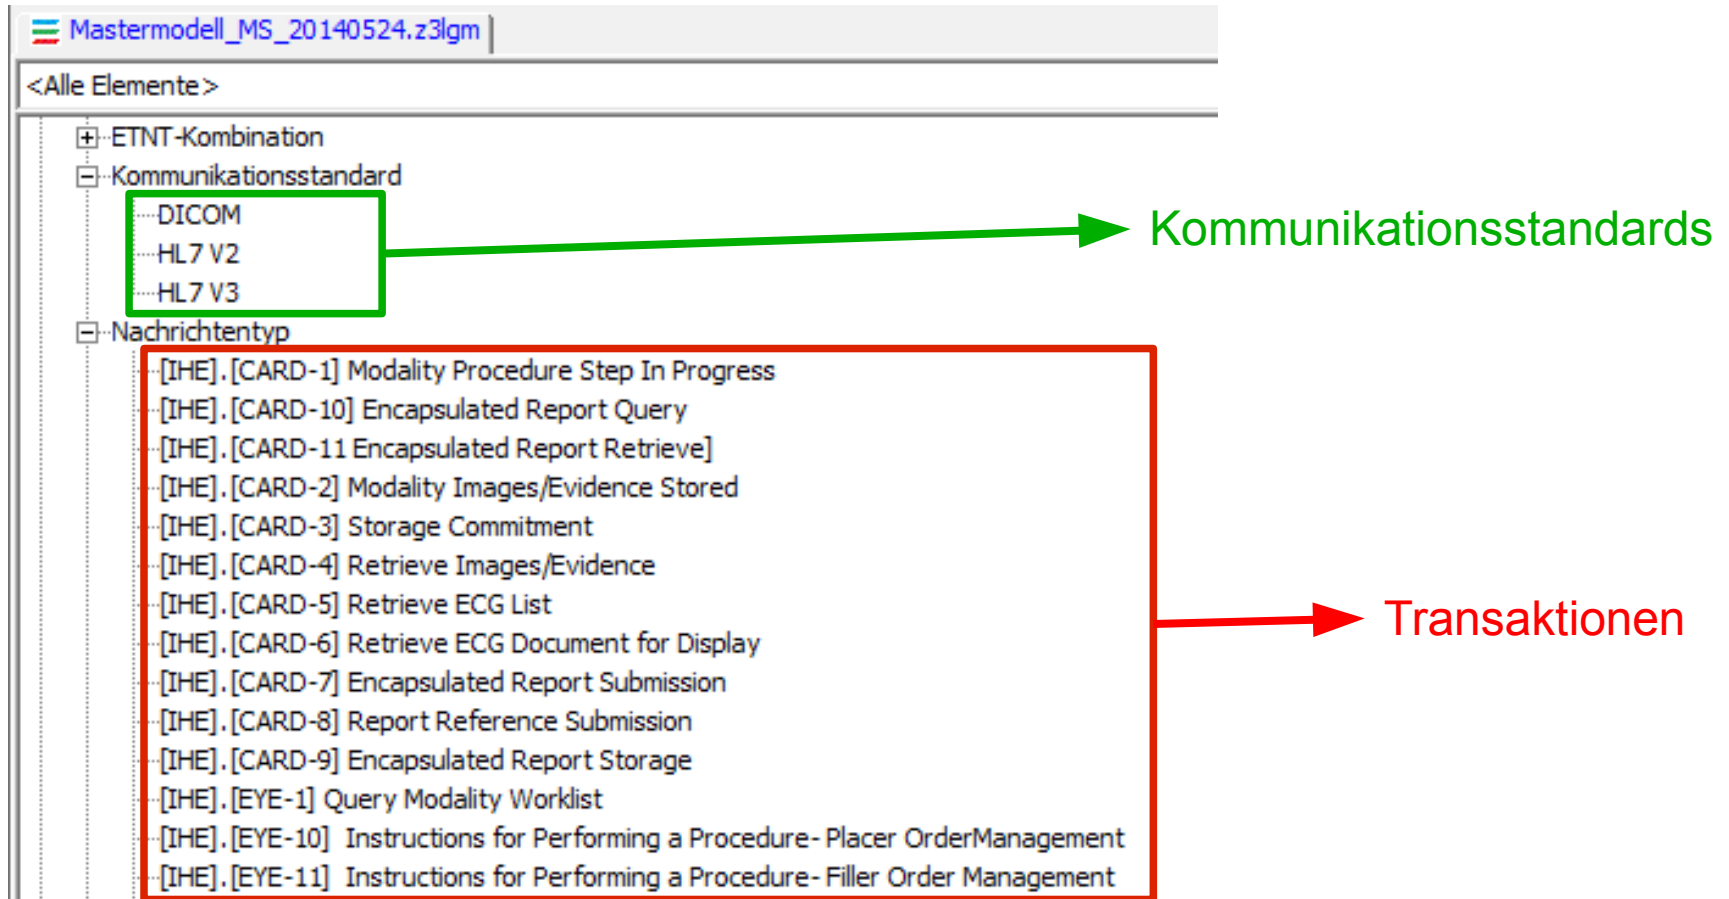 Mastermodell_MS_20140524.z3lgm
<Alle Elemente>
ETNT-Kombination
Kommunikationsstandard
DICOM
HL7 V2
HL7 V3
Kommunikationsstandards
Nachrichtentyp
[IHE].[CARD-1] Modality Procedure Step In Progress
[IHE].[CARD-10] Encapsulated Report Query
[IHE].[CARD-11 Encapsulated Report Retrieve]
[IHE].[CARD-2] Modality Images/Evidence Stored
[IHE].[CARD-3] Storage Commitment
[IHE].[CARD-4] Retrieve Images/Evidence
[IHE].[CARD-5] Retrieve ECG List
[IHE].[CARD-6] Retrieve ECG Document for Display
[IHE].[CARD-7] Encapsulated Report Submission
[IHE].[CARD-8] Report Reference Submission
[IHE].[CARD-9] Encapsulated Report Storage
[IHE].[EYE-1] Query Modality Worklist
[IHE].[EYE-10]  Instructions for Performing a Procedure- Placer OrderManagement
[IHE].[EYE-11]  Instructions for Performing a Procedure- Filler Order Management
Transaktionen